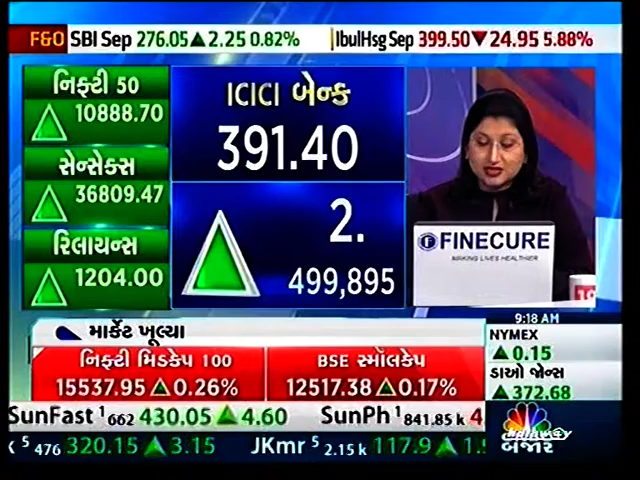 F&O SBI Sep 276.05▲2.25 0.82% IbulHsg Sep 399.50▼24.95 5.88%
નિફ્ટી 50
▲ 10888.70
સેન્સેક્સ
▲ 36809.47
રિલાયન્સ
▲ 1204.00
ICICI બેન્ક
391.40
▲ 2.
499,895
FINECURE
MAKING LIVES HEALTHIER
9:18 AM
માર્કેટ ખૂલ્યા
નિફ્ટી મિડકેપ 100
15537.95▲0.26%
BSE સ્મોલકેપ
12517.38▲0.17%
NYMEX
▲0.15
ડાઓ જોન્સ
▲372.68
SunFast 1 662 430.05▲4.60 SunPh 1 841.85 k 4
k 5 476 320.15▲3.15 JKmr 5 2.15 k 117.9▲1.
hathway
બજાર